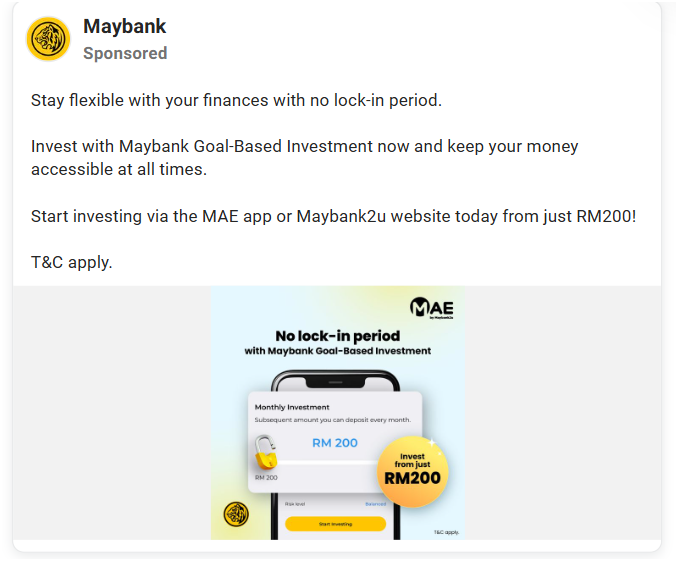 Maybank
Sponsored
Stay flexible with your finances with no lock-in period.
Invest with Maybank Goal-Based Investment now and keep your money
accessible at all times.
Start investing via the MAE app or Maybank2u website today from just RM200!
T&C apply.
MAE
by Maybank2u
No lock-in period
with Maybank Goal-Based Investment
Monthly Investment
Subsequent amount you can deposit every month.
RM 200
RM 200
Invest
from just
RM200
Risk level
Balanced
Start Investing
T&C apply.